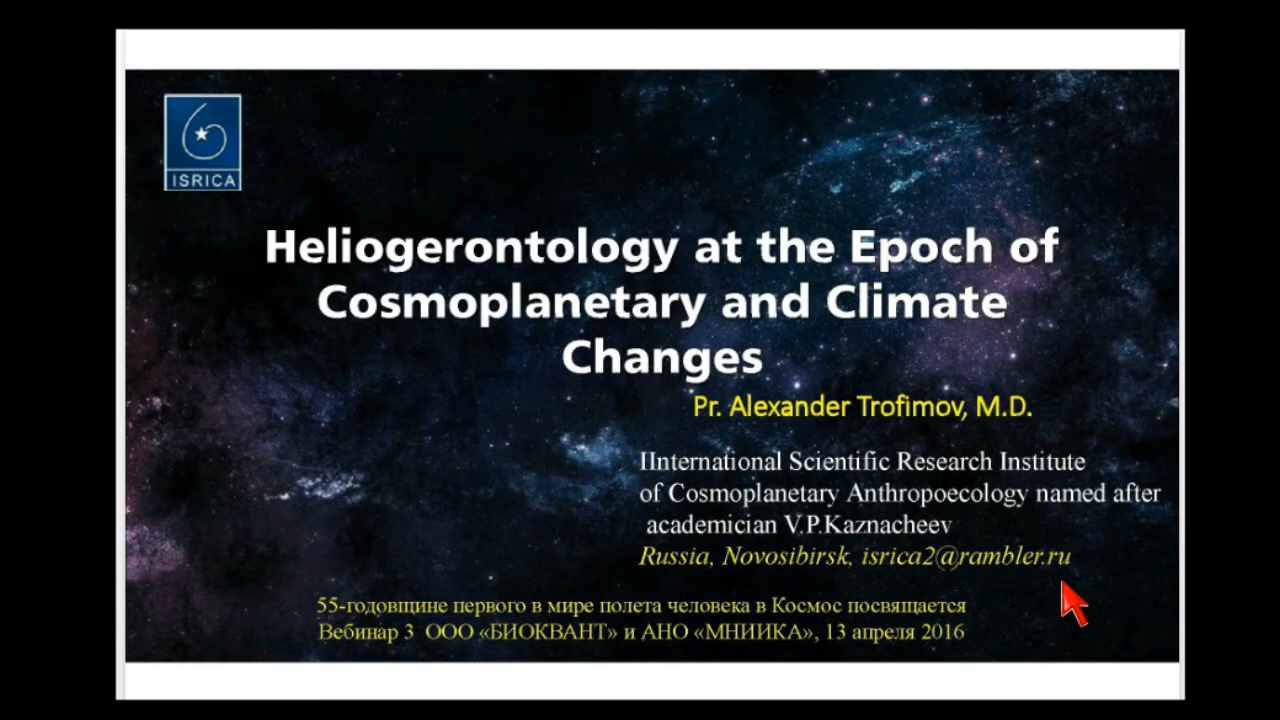 ISRICA
Heliogerontology at the Epoch of
Cosmoplanetary and Climate
Changes
Pr. Alexander Trofimov, M.D.
IInternational Scientific Research Institute
of Cosmoplanetary Anthropoecology named after
academician V.P.Kaznacheev
Russia, Novosibirsk, isrica2@rambler.ru
55-годовщине первого в мире полета человека в Космос посвящается
Вебинар 3 ООО «БИОКВАНТ» и АНО «МНИИКА», 13 апреля 2016